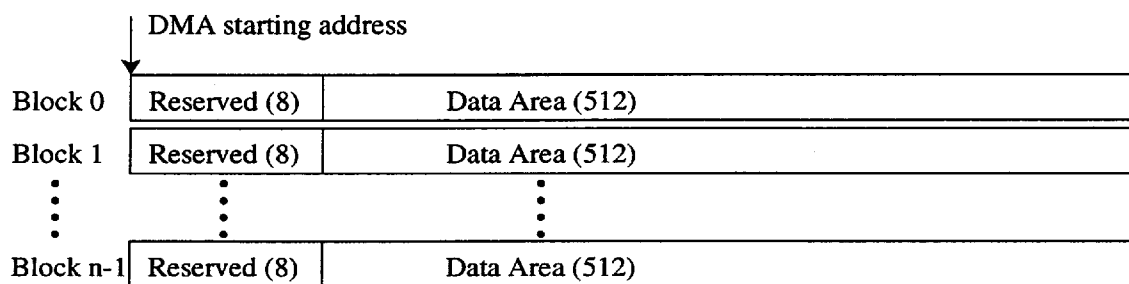 DMA starting address
Block 0 Reserved (8) Data Area (512)
Block 1 Reserved (8) Data Area (512)
Block n-1 Reserved (8) Data Area (512)